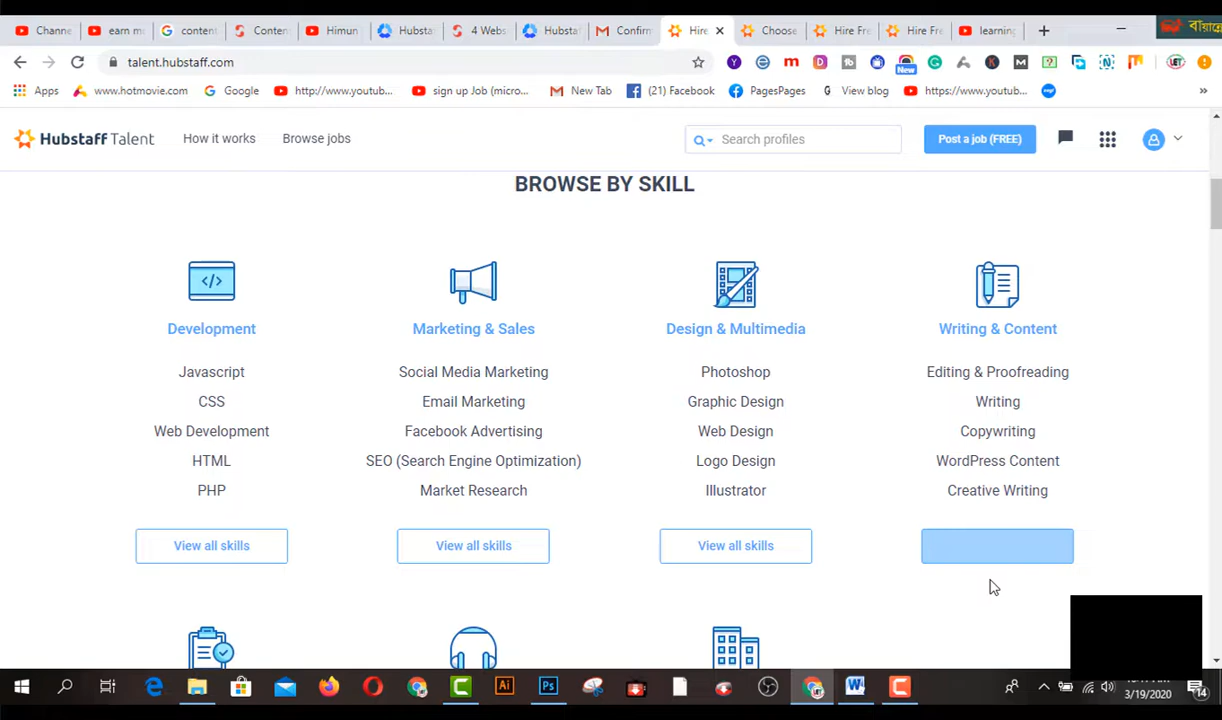 Channe
earn m
content
Conten
Himun
Hubsta
4 Webs
Hubsta
Confirm
Hire
Choose
Hire Fre
Hire Fre
learning
talent.hubstaff.com
New
Apps
www.hotmovie.com
Google
http://www.youtub...
sign up Job (micro...
New Tab
(21) Facebook
PagesPages
View blog
https://www.youtub...
Hubstaff Talent
How it works
Browse jobs
Search profiles
Post a job (FREE)
BROWSE BY SKILL
Development
Marketing & Sales
Design & Multimedia
Writing & Content
Javascript
Social Media Marketing
Photoshop
Editing & Proofreading
CSS
Email Marketing
Graphic Design
Writing
Web Development
Facebook Advertising
Web Design
Copywriting
HTML
SEO (Search Engine Optimization)
Logo Design
WordPress Content
PHP
Market Research
Illustrator
Creative Writing
View all skills
View all skills
View all skills
3/19/2020
14